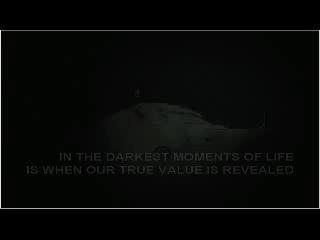 IN THE DARKEST MOMENTS OF LIFE
IS WHEN OUR TRUE VALUE IS REVEALED